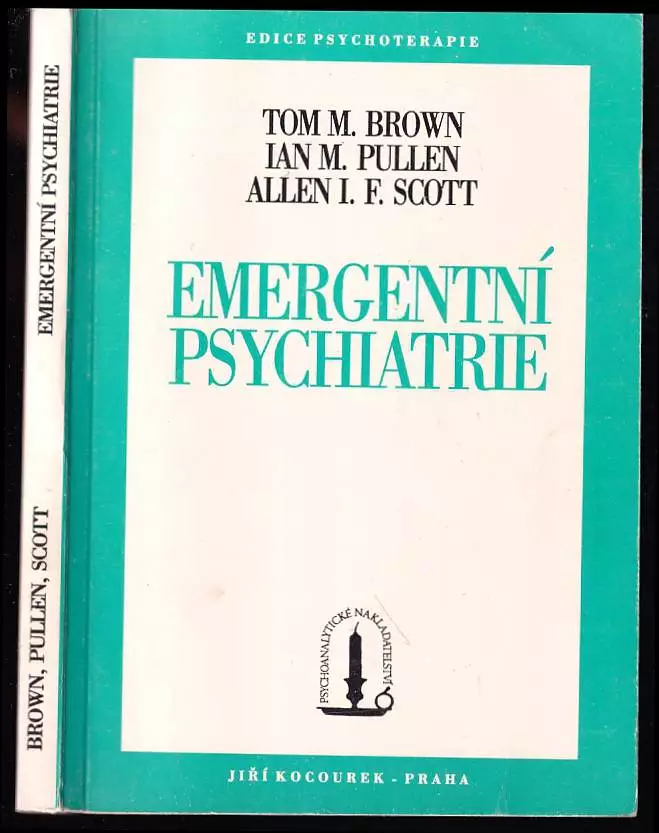 EMERGENTNÍ PSYCHIATRIE
BROWN, PULLEN, SCOTT
EDICE PSYCHOTERAPIE
TOM M. BROWN
IAN M. PULLEN
ALLEN I. F. SCOTT
EMERGENTNÍ
PSYCHIATRIE
PSYCHOANALYTICKÉ NAKLADATELSTVÍ
JIŘÍ KOCOUREK - PRAHA